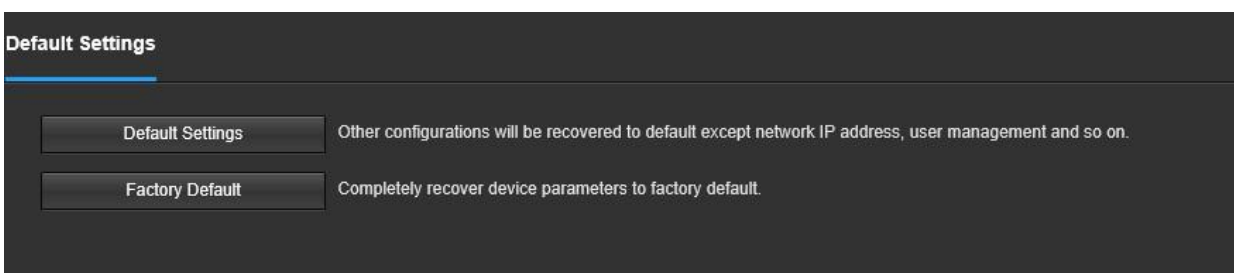 Default Settings
Default Settings
Other configurations will be recovered to default except network IP address, user management and so on.
Factory Default
Completely recover device parameters to factory default.